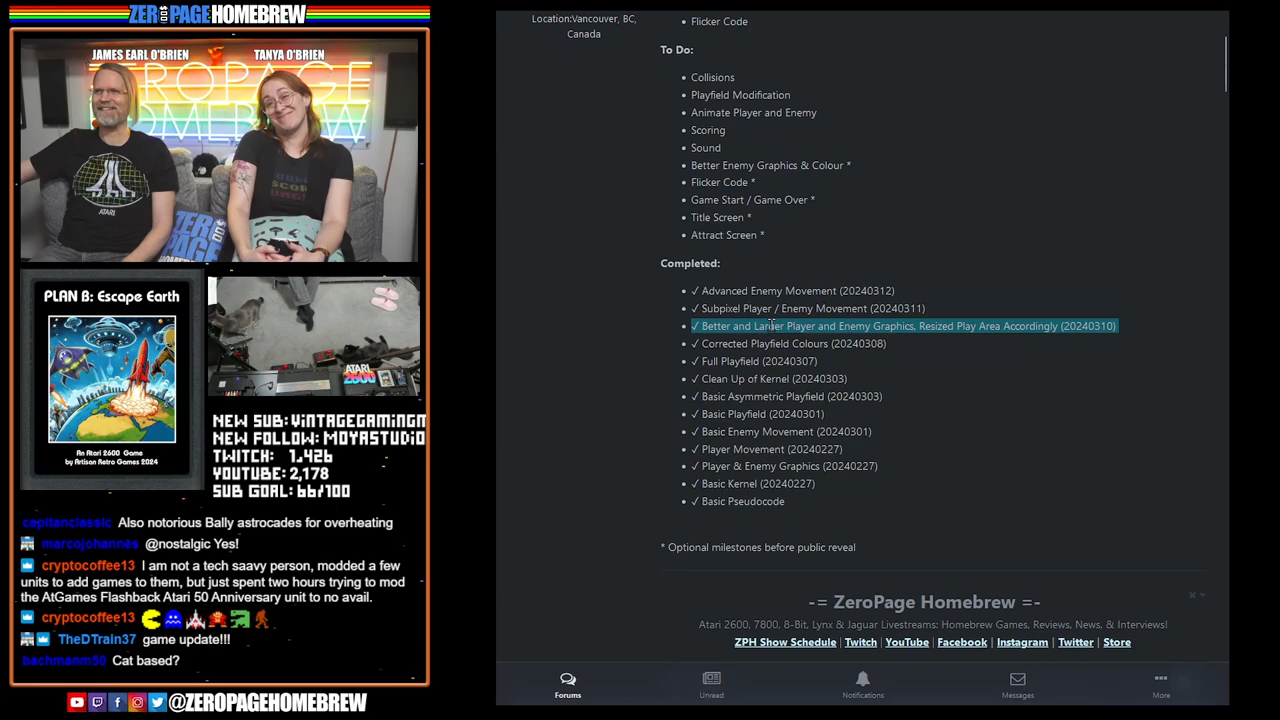 ZEROPAGE HOMEBREW
JAMES EARL O'BRIEN
TANYA O'BRIEN
ATARI
ZERO PAGE
PLAN B: Escape Earth
An Atari 2600 Game
by Artisan Retro Games 2024
ATARI
2600
NEW SUB: VINTAGEGAMINGM
NEW FOLLOW: MOYASTUDIO
TWITCH: 1,426
YOUTUBE: 2,178
SUB GOAL: 66/100
capitanclassic Also notorious Bally astrocades for overheating
marcojohannes @nostalgic Yes!
cryptocoffee13 I am not a tech saavy person, modded a few
units to add games to them, but just spent two hours trying to mod
the AtGames Flashback Atari 50 Anniversary unit to no avail.
cryptocoffee13
TheDTrain37 game update!!!
bachmanm50 Cat based?
@ZEROPAGEHOMEBREW
Location:Vancouver, BC,
Canada
• Flicker Code
To Do:
• Collisions
• Playfield Modification
• Animate Player and Enemy
• Scoring
• Sound
• Better Enemy Graphics & Colour *
• Flicker Code *
• Game Start / Game Over *
• Title Screen *
• Attract Screen *
Completed:
• ✓ Advanced Enemy Movement (20240312)
• ✓ Subpixel Player / Enemy Movement (20240311)
• ✓ Better and Larger Player and Enemy Graphics, Resized Play Area Accordingly (20240310)
• ✓ Corrected Playfield Colours (20240308)
• ✓ Full Playfield (20240307)
• ✓ Clean Up of Kernel (20240303)
• ✓ Basic Asymmetric Playfield (20240303)
• ✓ Basic Playfield (20240301)
• ✓ Basic Enemy Movement (20240301)
• ✓ Player Movement (20240227)
• ✓ Player & Enemy Graphics (20240227)
• ✓ Basic Kernel (20240227)
• ✓ Basic Pseudocode
* Optional milestones before public reveal
-= ZeroPage Homebrew =-
Atari 2600, 7800, 8-Bit, Lynx & Jaguar Livestreams: Homebrew Games, Reviews, News, & Interviews!
ZPH Show Schedule Twitch YouTube Facebook Instagram Twitter Store
Forums
Unread
Notifications
Messages
More